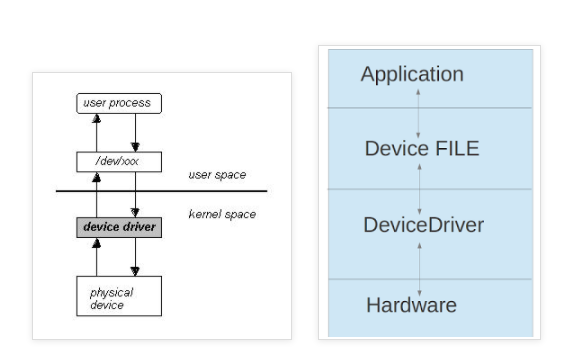 user process
/dev/xxx
user space
kernel space
device driver
physical
device
Application
Device FILE
DeviceDriver
Hardware